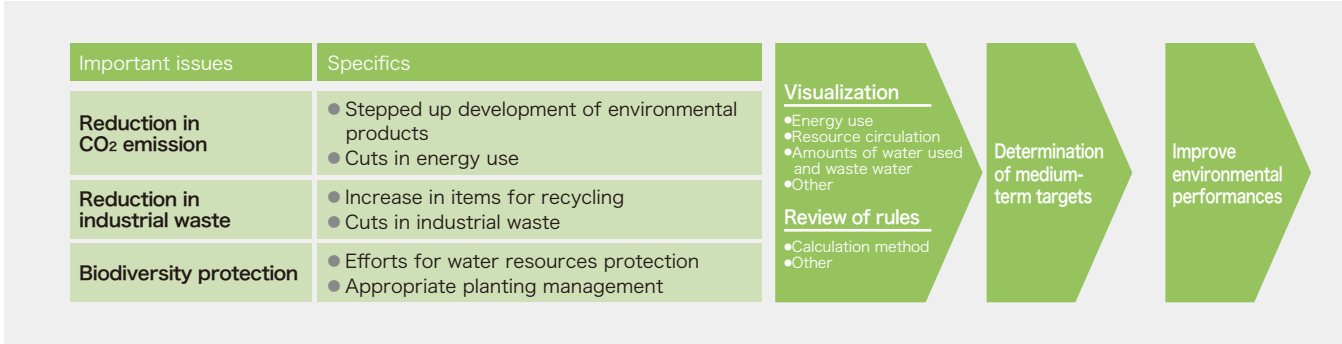 Important issues
Specifics
Reduction in
CO2 emission
● Stepped up development of environmental
products
● Cuts in energy use
Reduction in
industrial waste
● Increase in items for recycling
● Cuts in industrial waste
Biodiversity protection
● Efforts for water resources protection
● Appropriate planting management
Visualization
●Energy use
●Resource circulation
●Amounts of water used
and waste water
●Other
Review of rules
●Calculation method
●Other
Determination
of medium-
term targets
Improve
environmental
performances